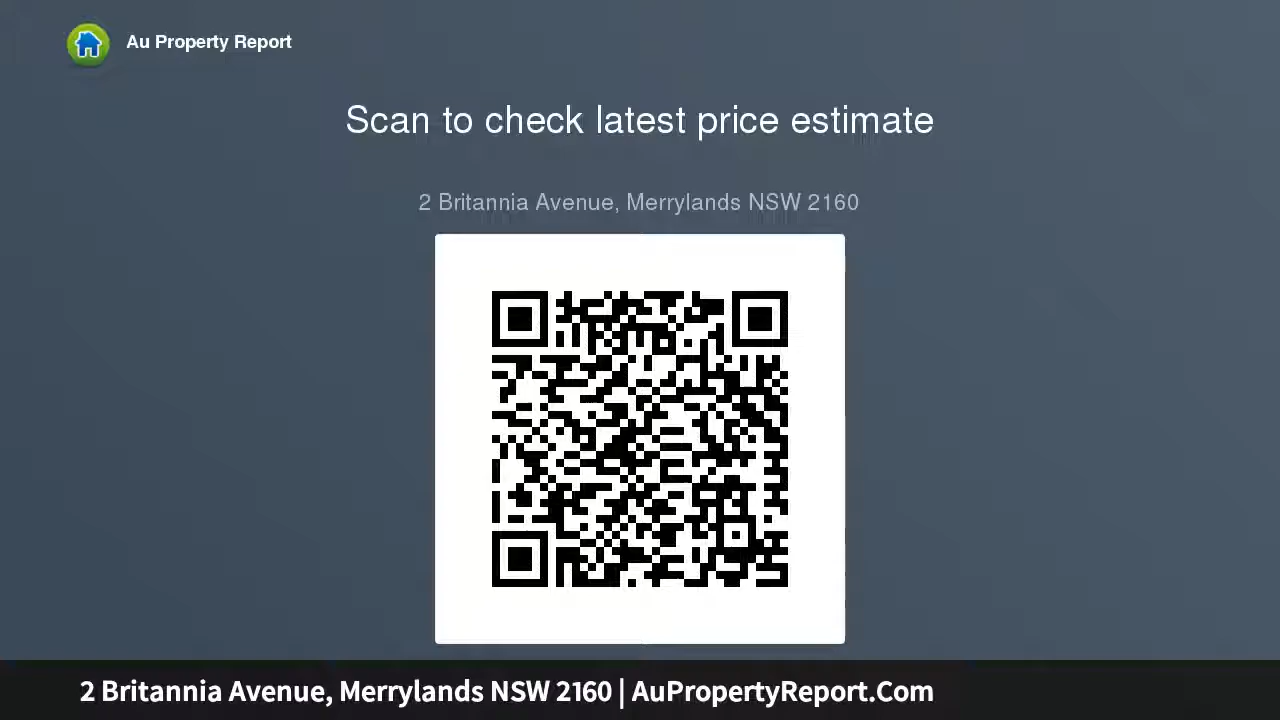 Au Property Report
Scan to check latest price estimate
2 Britannia Avenue, Merrylands NSW 2160
2 Britannia Avenue, Merrylands NSW 2160 | AuPropertyReport.Com